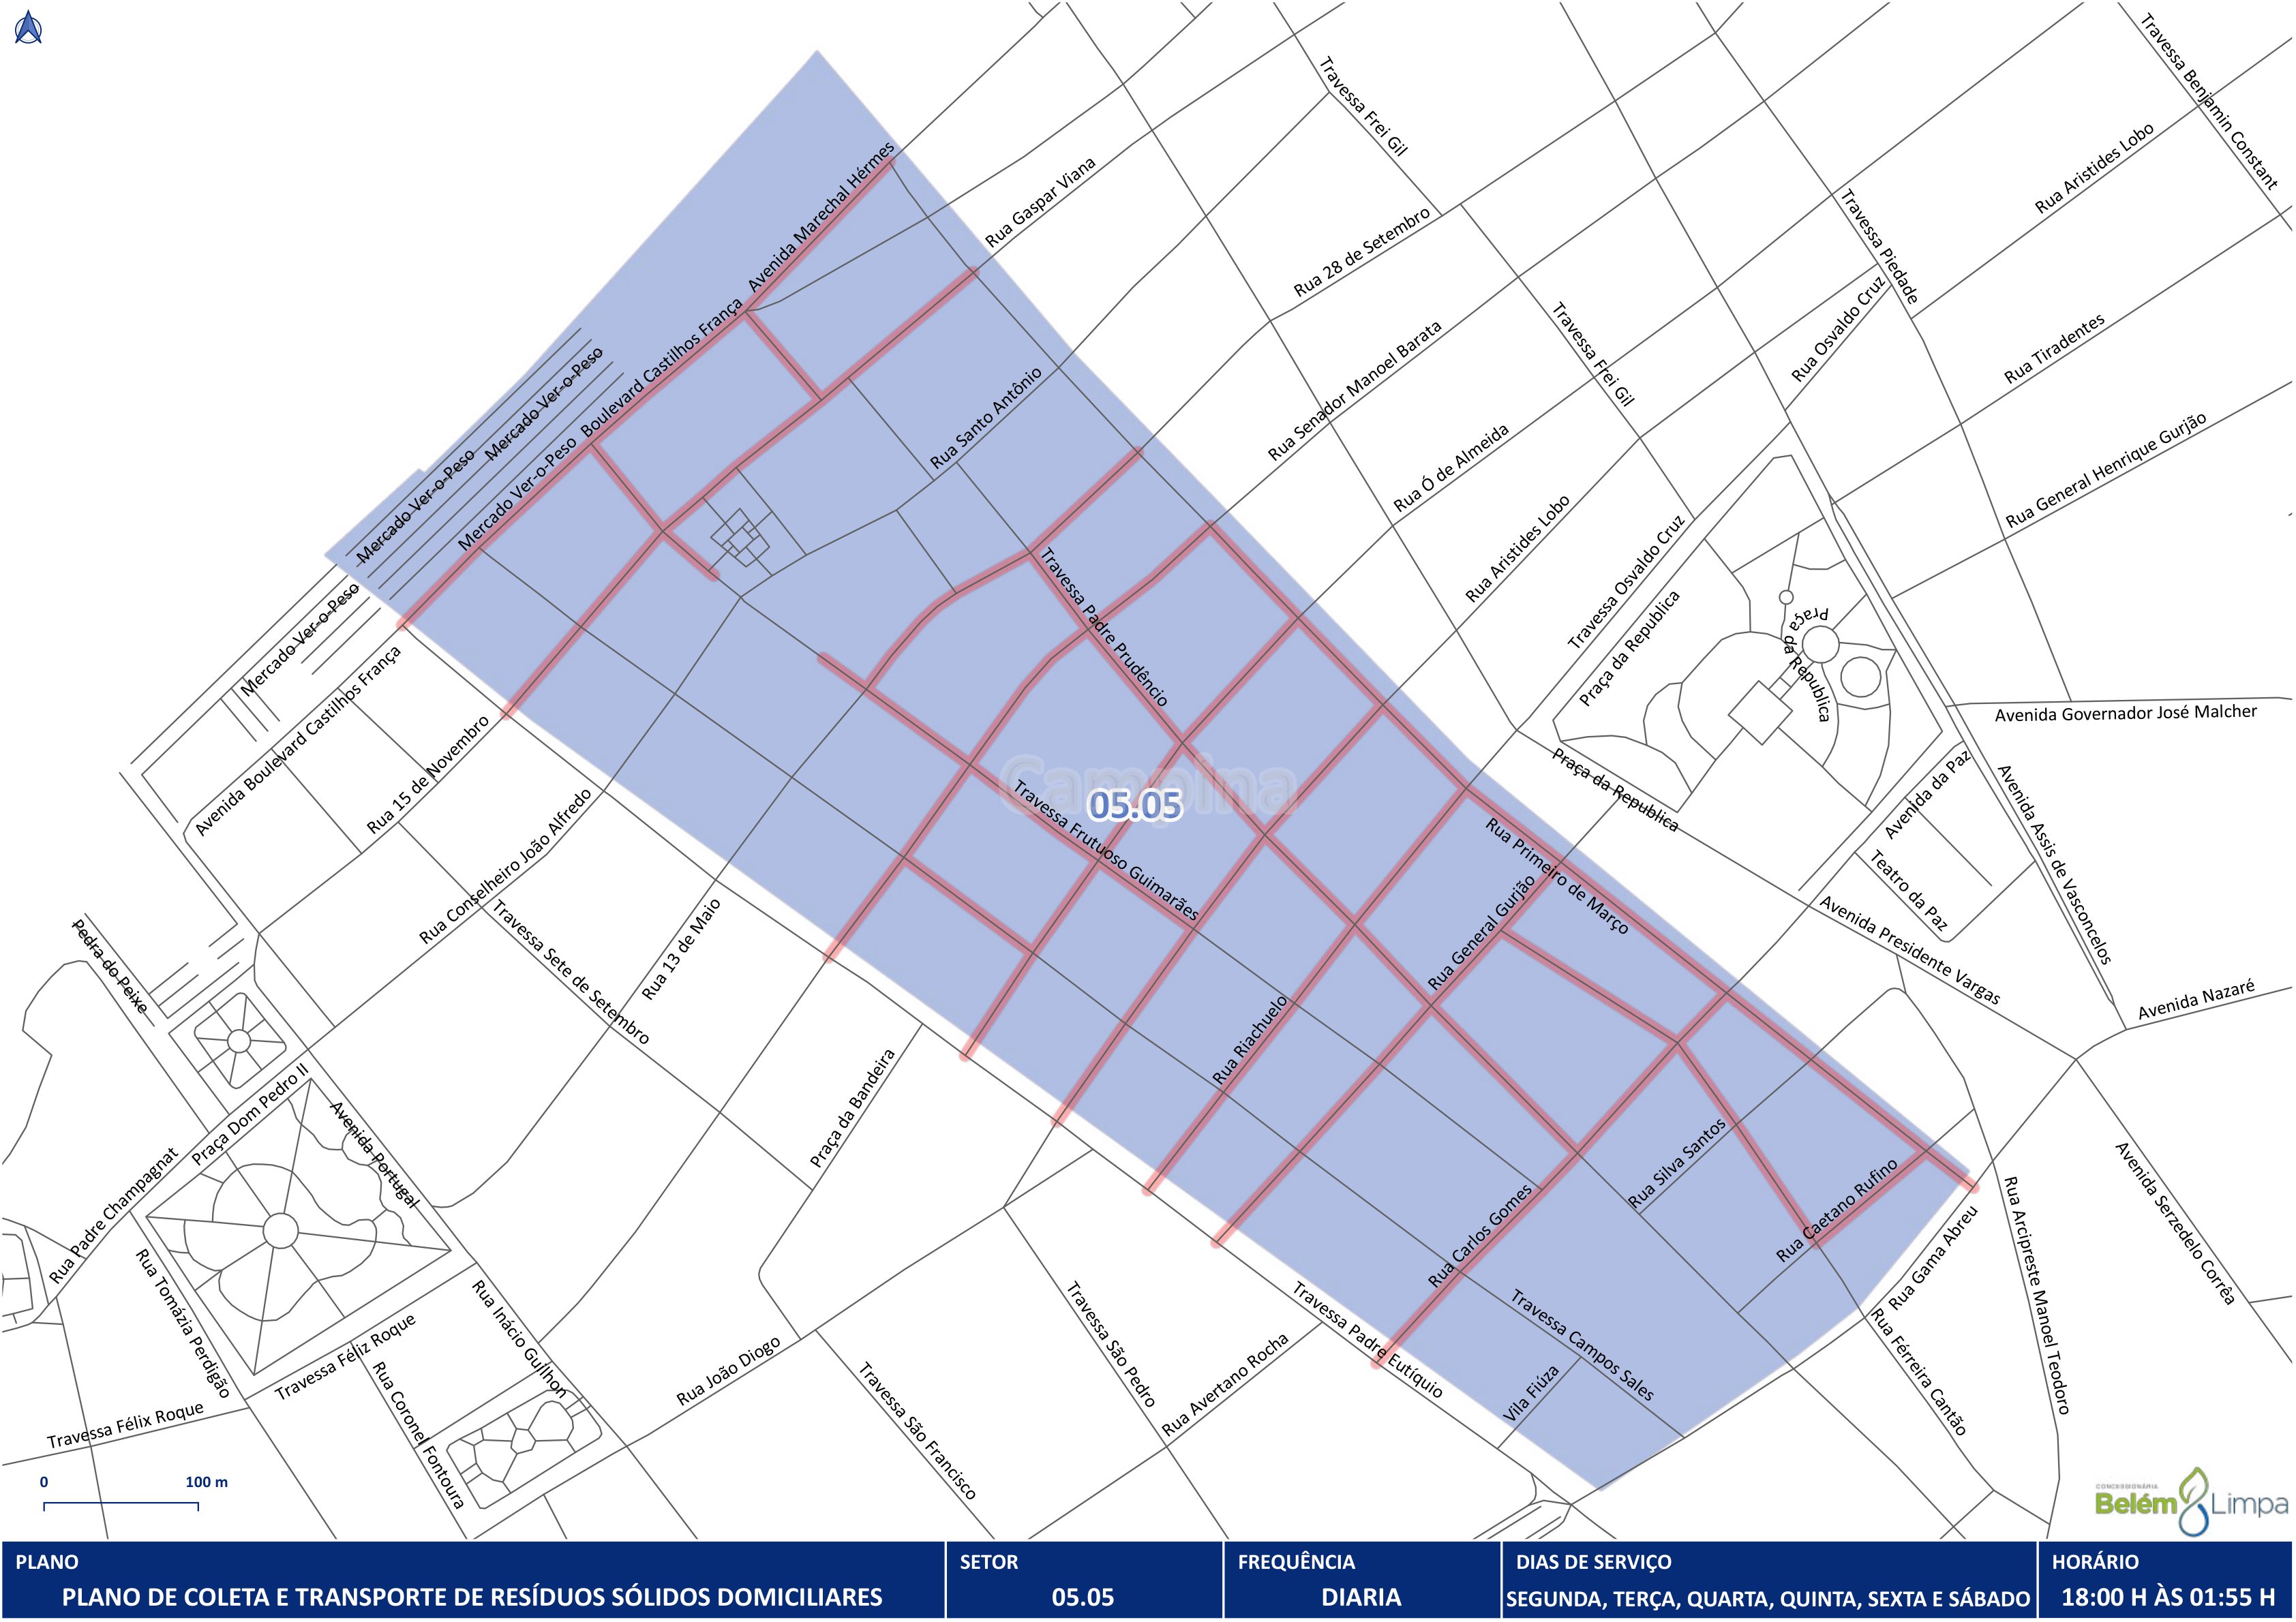 Travessa Benjamin Constant
Travessa Frei Gil
Rua Aristides Lobo
Avenida Marechal Hérmes
Rua Gaspar Viana
Travessa Piedade
Rua 28 de Setembro
Rua Osvaldo Cruz
Boulevard Castilhos França
Travessa Frei Gil
Rua Tiradentes
Mercado Ver-o-Peso
Rua Senador Manoel Barata
Rua Santo Antônio
Rua General Henrique Gurjão
Mercado Ver-o-Peso
Mercado Ver-o-Peso
Rua Ó de Almeida
Rua Aristides Lobo
Travessa Osvaldo Cruz
Mercado Ver-o-Peso
Travessa Padre Prudêncio
Praça da Republica
Praça da Republica
Avenida Boulevard Castilhos França
Avenida Governador José Malcher
Rua 15 de Novembro
Praça da Republica
Avenida da Paz
Campina
05.05
Travessa Frutuoso Guimarães
Rua Conselheiro João Alfredo
Rua Primeiro de Março
Avenida Assis de Vasconcelos
Teatro da Paz
Rua General Gurjão
Pedra do Peixe
Travessa Sete de Setembro
Rua 13 de Maio
Avenida Presidente Vargas
Avenida Nazaré
Rua Riachuelo
Praça Dom Pedro II
Praça da Bandeira
Avenida Portugal
Rua Padre Champagnat
Rua Silva Santos
Rua Caetano Rufino
Avenida Serzedelo Corrêa
Rua Carlos Gomes
Rua Arcipreste Manoel Teodoro
Rua Gama Abreu
Rua Tomázia Perdigão
Rua Inácio Guilhon
Travessa São Pedro
Travessa Padre Eutíquio
Travessa Campos Sales
Rua Férreira Cantão
Travessa Féliz Roque
Rua João Diogo
Rua Avertano Rocha
Vila Fiúza
Rua Coronel Fontoura
Travessa São Francisco
Travessa Félix Roque
0 100 m
CONCESSIONÁRIA
Belém Limpa
PLANO
PLANO DE COLETA E TRANSPORTE DE RESÍDUOS SÓLIDOS DOMICILIARES
SETOR
05.05
FREQUÊNCIA
DIARIA
DIAS DE SERVIÇO
SEGUNDA, TERÇA, QUARTA, QUINTA, SEXTA E SÁBADO
HORÁRIO
18:00 H ÀS 01:55 H